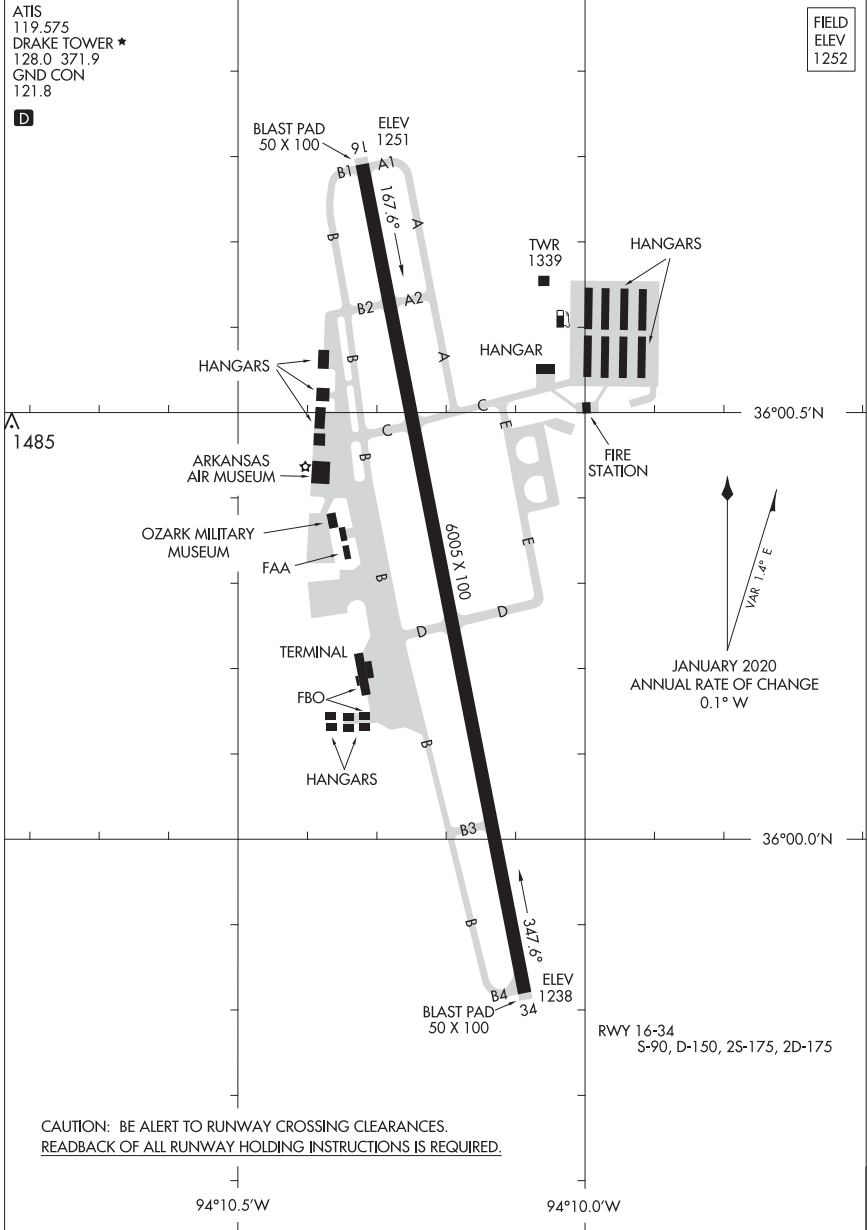 ATIS
119.575
DRAKE TOWER ★
128.0 371.9
GND CON
121.8
D
FIELD
ELEV
1252
BLAST PAD
50 X 100
ELEV
1251
16
B1
A1
167.6°
A
B
TWR
1339
HANGARS
B2
A2
B
A
HANGAR
HANGARS
C
E
C
36°00.5'N
1485
B
FIRE
STATION
ARKANSAS
AIR MUSEUM
OZARK MILITARY
MUSEUM
FAA
6005 X 100
E
B
VAR 1.4° E
D
D
TERMINAL
JANUARY 2020
ANNUAL RATE OF CHANGE
0.1° W
FBO
B
HANGARS
B3
36°00.0'N
B
347.6°
ELEV
1238
B4
34
BLAST PAD
50 X 100
RWY 16-34
S-90, D-150, 2S-175, 2D-175
CAUTION: BE ALERT TO RUNWAY CROSSING CLEARANCES.
READBACK OF ALL RUNWAY HOLDING INSTRUCTIONS IS REQUIRED.
94°10.5'W
94°10.0'W